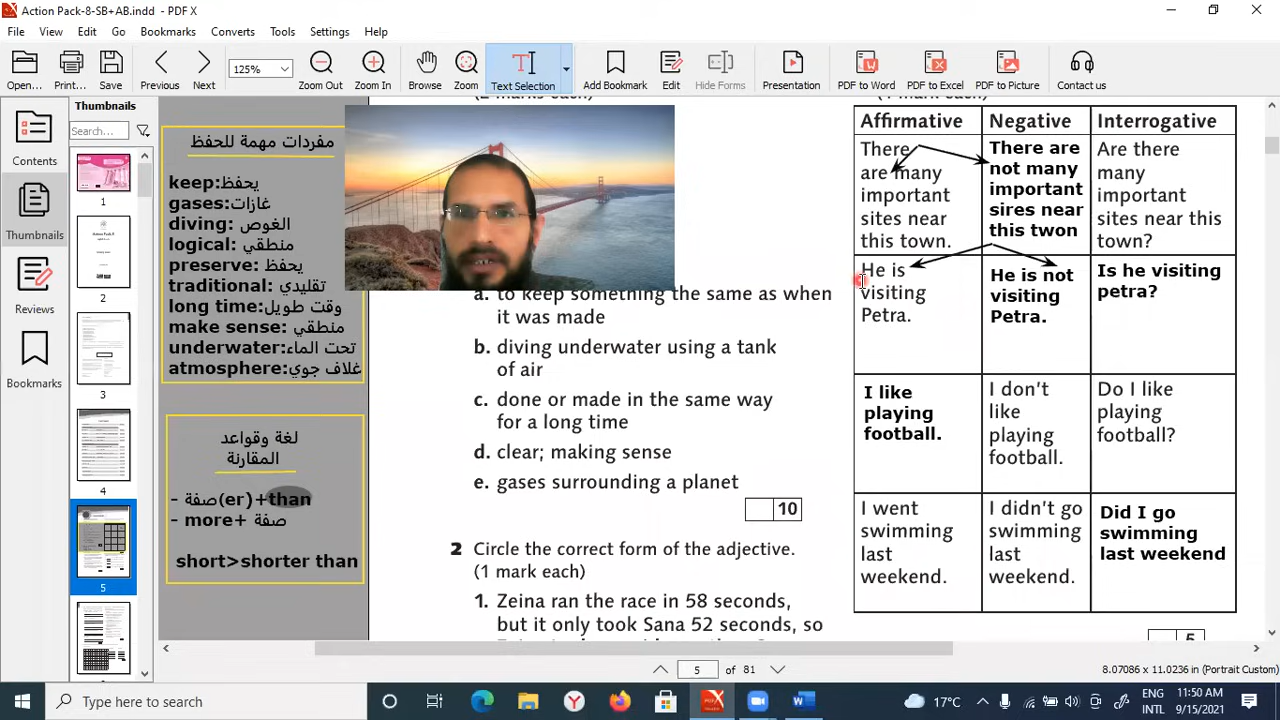 Action Pack-8-SB+AB.indd - PDF X
File View Edit Go Bookmarks Converts Tools Settings Help
Open... Print... Save Previous Next 125% Zoom Out Zoom In Browse Zoom Text Selection Add Bookmark Edit Hide Forms Presentation PDF to Word PDF to Excel PDF to Picture Contact us
Contents
Thumbnails
Reviews
Bookmarks
Thumbnails
Search...
1
2
3
4
5
مفردات مهمة للحفظ
keep:يحفظ
gases:غازات
diving: الغوص
logical: منطقي
preserve: يحفظ
traditional: تقليدي
long time: وقت طويل
make sense: منطقي
underwater:تحت الماء
atmosphere:غلاف جوي
لغة وقواعد
المقارنة
- صفة(er)+than
- more+ صفة
short>shorter than
a. to keep something the same as when
it was made
b. diving underwater using a tank
of air
c. done or made in the same way
for a long time
d. clear; making sense
e. gases surrounding a planet
10
2 Circle the correct form of the adjective.
(1 mark each)
1. Zeina ran the race in 58 seconds,
but it only took Sana 52 seconds, so
Affirmative
Negative
Interrogative
There
are many
important
sites near
this town.
There are
not many
important
sires near
this twon
Are there
many
important
sites near this
town?
He is
visiting
Petra.
He is not
visiting
Petra.
Is he visiting
petra?
I like
playing
football.
I don't
like
playing
football.
Do I like
playing
football?
I went
swimming
last
weekend.
I didn't go
swimming
last
weekend.
Did I go
swimming
last weekend
5
5 of 81
8.07086 x 11.0236 in (Portrait Custom)
Type here to search
17°C
ENG
INTL
11:50 AM
9/15/2021